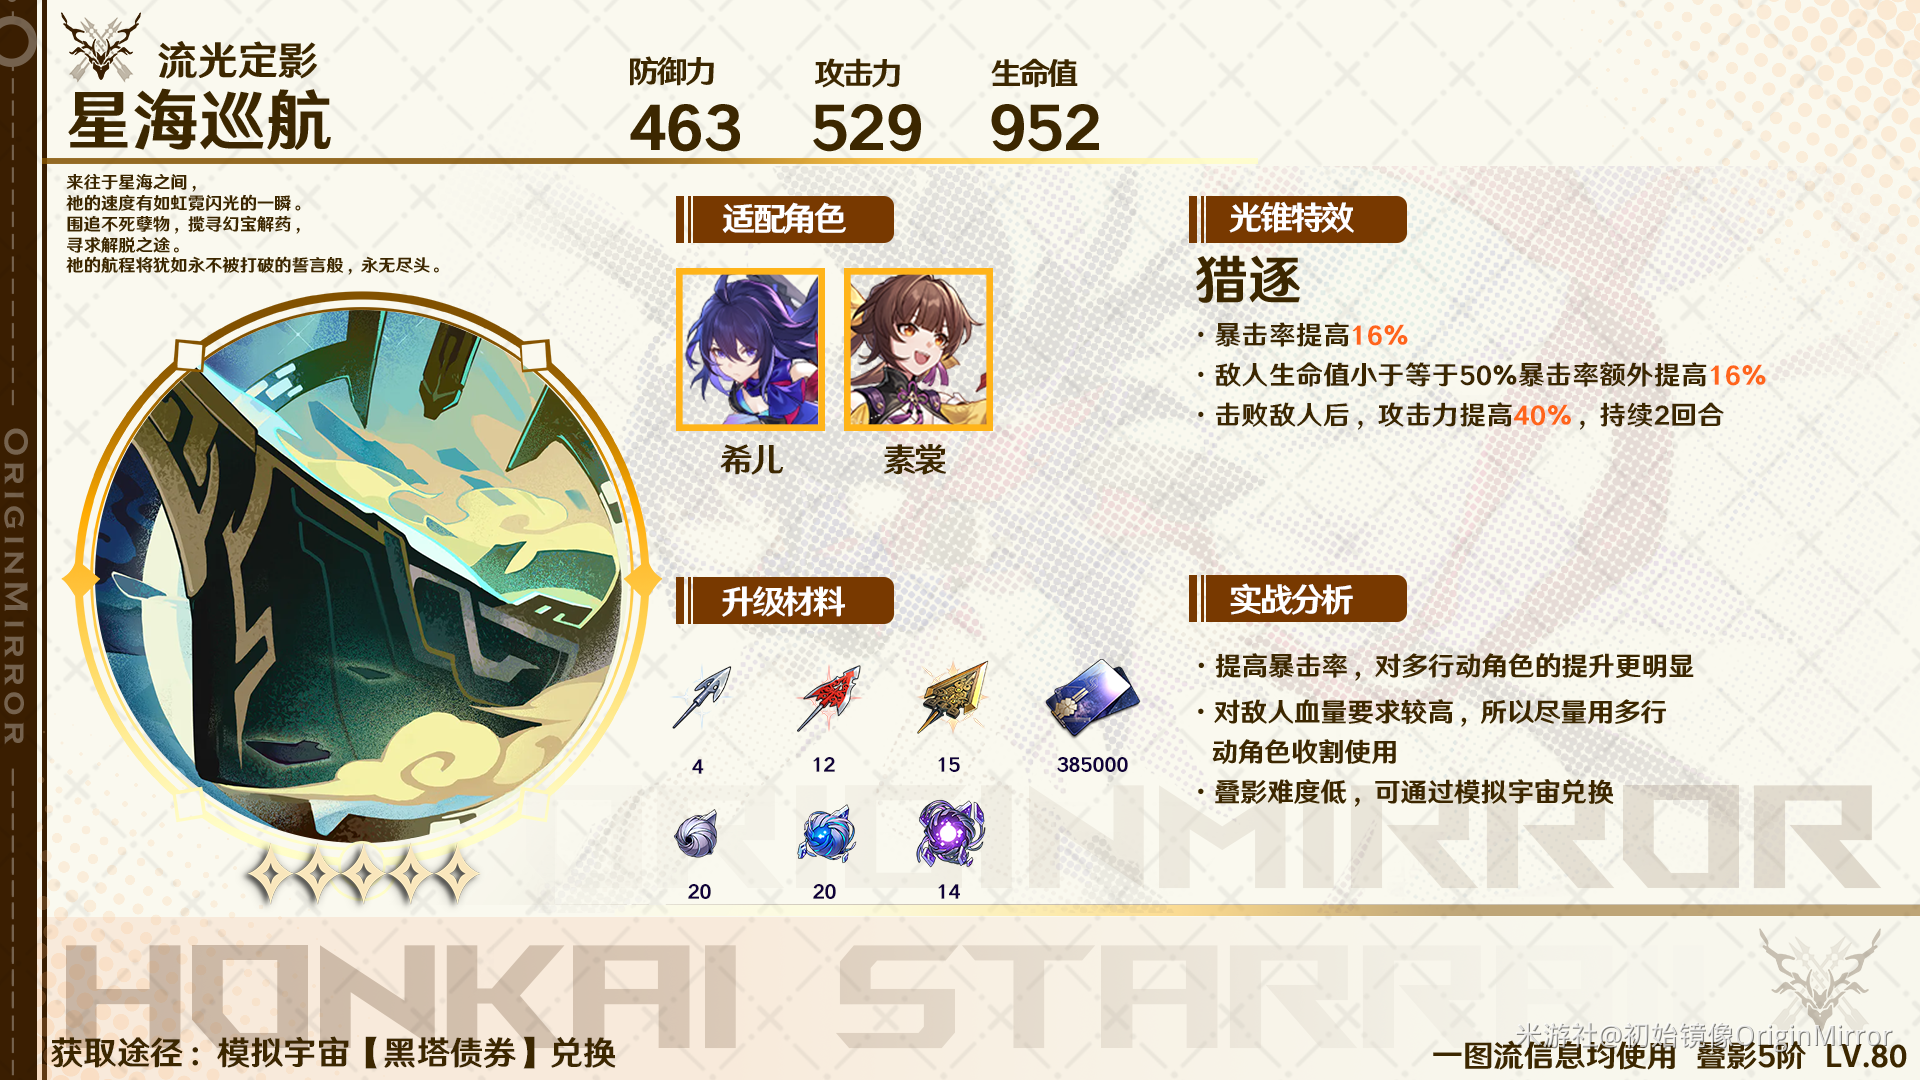 流光定影
星海巡航
防御力 攻击力 生命值
463 529 952
来往于星海之间，
祂的速度有如虹霓闪光的一瞬。
围追不死孽物，揽寻幻宝解药，
寻求解脱之途。
祂的航程将犹如永不被打破的誓言般，永无尽头。
适配角色
希儿 素裳
光锥特效
猎逐
· 暴击率提高16%
· 敌人生命值小于等于50%暴击率额外提高16%
· 击败敌人后，攻击力提高40%，持续2回合
升级材料
4 12 15 385000
20 20 14
实战分析
· 提高暴击率，对多行动角色的提升更明显
· 对敌人血量要求较高，所以尽量用多行
动角色收割使用
· 叠影难度低，可通过模拟宇宙兑换
ORIGINMIRROR
ORIGINMIRROR
HONKAI STARRAIL
获取途径：模拟宇宙【黑塔债券】兑换
米游社@初始镜像OriginMirror
一图流信息均使用 叠影5阶 LV.80